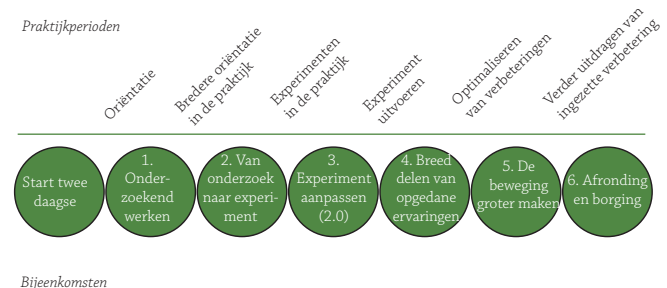 Praktijkperioden
Oriëntatie
Bredere oriëntatie
in de praktijk
Experimenten
in de praktijk
Experiment
uitvoeren
Optimaliseren
van verbeteringen
Verder uitdragen van
ingezette verbetering
Start twee
daagse
1.
Onder-
zoekend
werken
2. Van
onderzoek
naar experi-
ment
3.
Experiment
aanpassen
(2.0)
4. Breed
delen van
opgedane
ervaringen
5. De
beweging
groter maken
6. Afronding
en borging
Bijeenkomsten